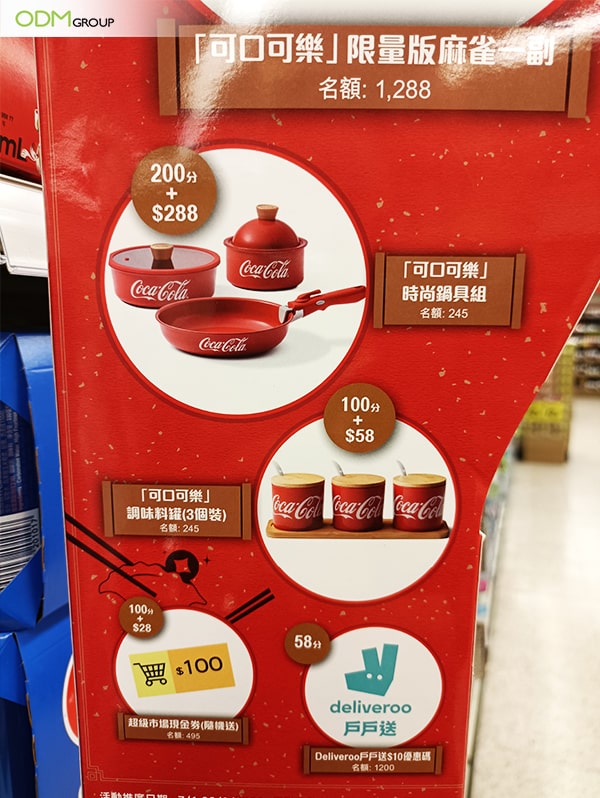 ODM GROUP
「可口可樂」限量版麻雀一副
名額: 1,288
200分
+
$288
Coca-Cola
Coca-Cola
Coca-Cola
「可口可樂」
時尚鍋具組
名額: 245
100分
+
$58
Coca-Cola
Coca-Cola
Coca-Cola
「可口可樂」
調味料罐(3個裝)
名額: 245
100分
+
$28
$100
超級市場現金券(隨機送)
名額: 495
58分
deliveroo
戶戶送
Deliveroo戶戶送$10優惠碼
名額: 1200
mL